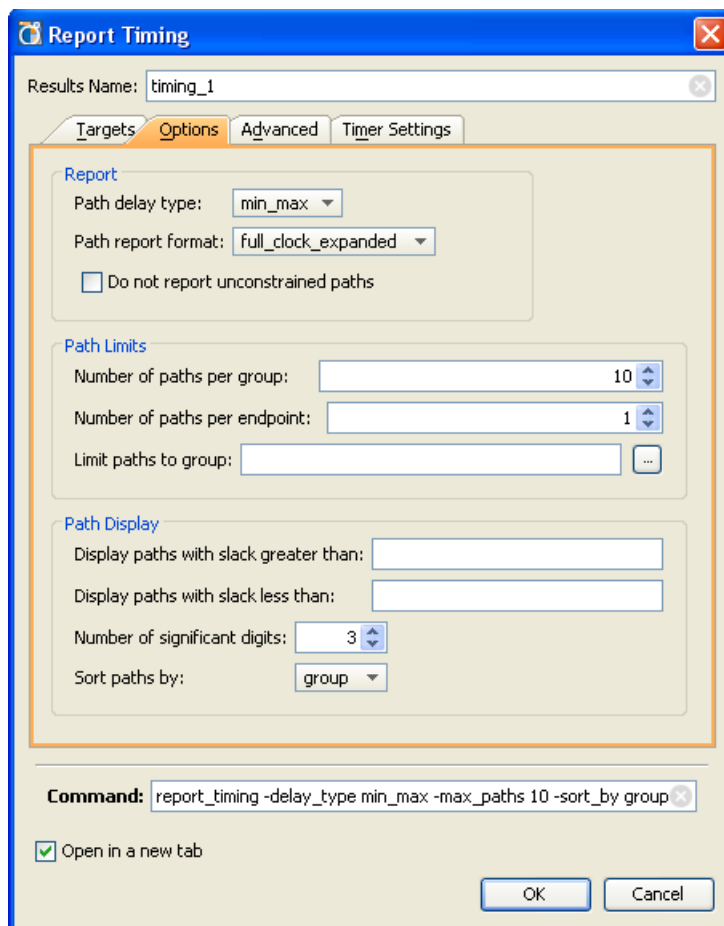 Report Timing
Results Name: timing_1
Targets Options Advanced Timer Settings
Report
Path delay type: min_max
Path report format: full_clock_expanded
Do not report unconstrained paths
Path Limits
Number of paths per group: 10
Number of paths per endpoint: 1
Limit paths to group: ...
Path Display
Display paths with slack greater than:
Display paths with slack less than:
Number of significant digits: 3
Sort paths by: group
Command: report_timing -delay_type min_max -max_paths 10 -sort_by group
Open in a new tab
OK Cancel